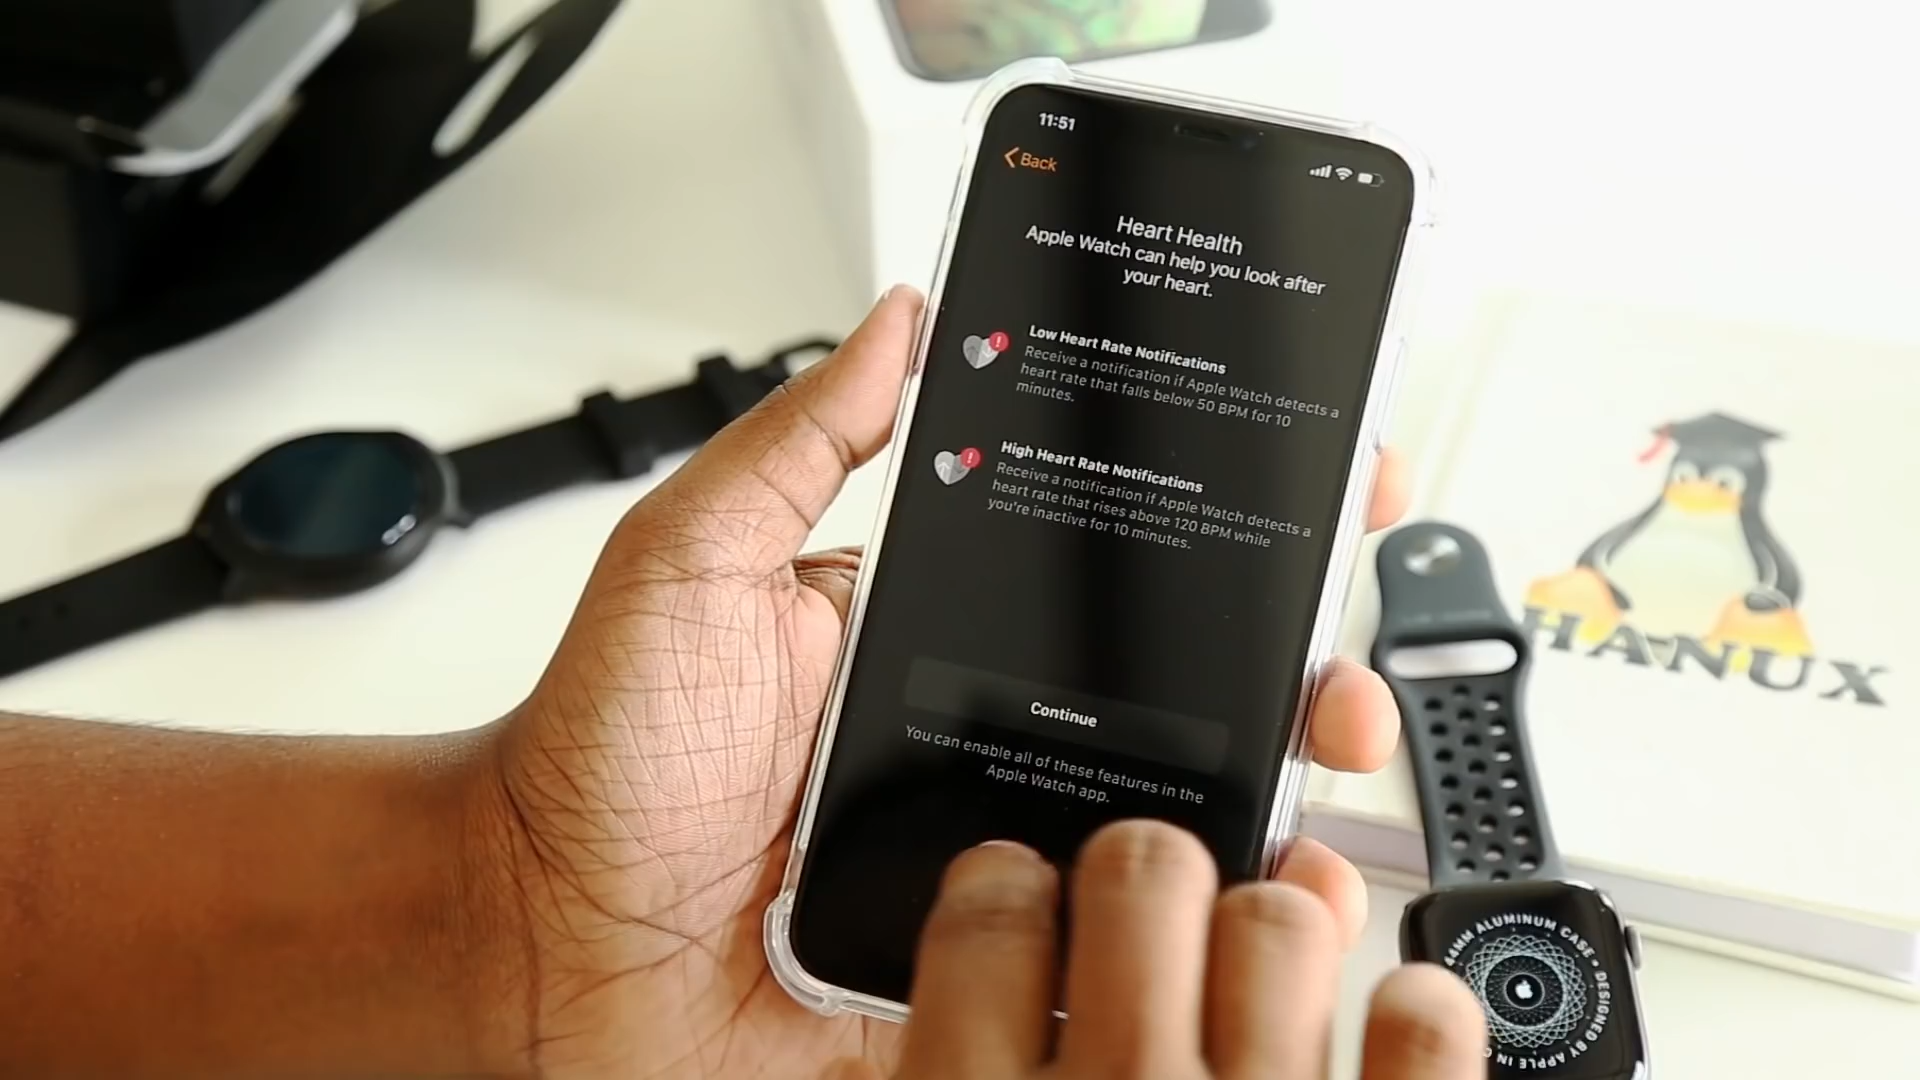 11:51
Back
Heart Health
Apple Watch can help you look after
your heart.
Low Heart Rate Notifications
Receive a notification if Apple Watch detects a
heart rate that falls below 50 BPM for 10
minutes.
High Heart Rate Notifications
Receive a notification if Apple Watch detects a
heart rate that rises above 120 BPM while
you're inactive for 10 minutes.
Continue
You can enable all of these features in the
Apple Watch app.
HANUX
44MM ALUMINUM CASE • DESIGNED BY APPLE IN C